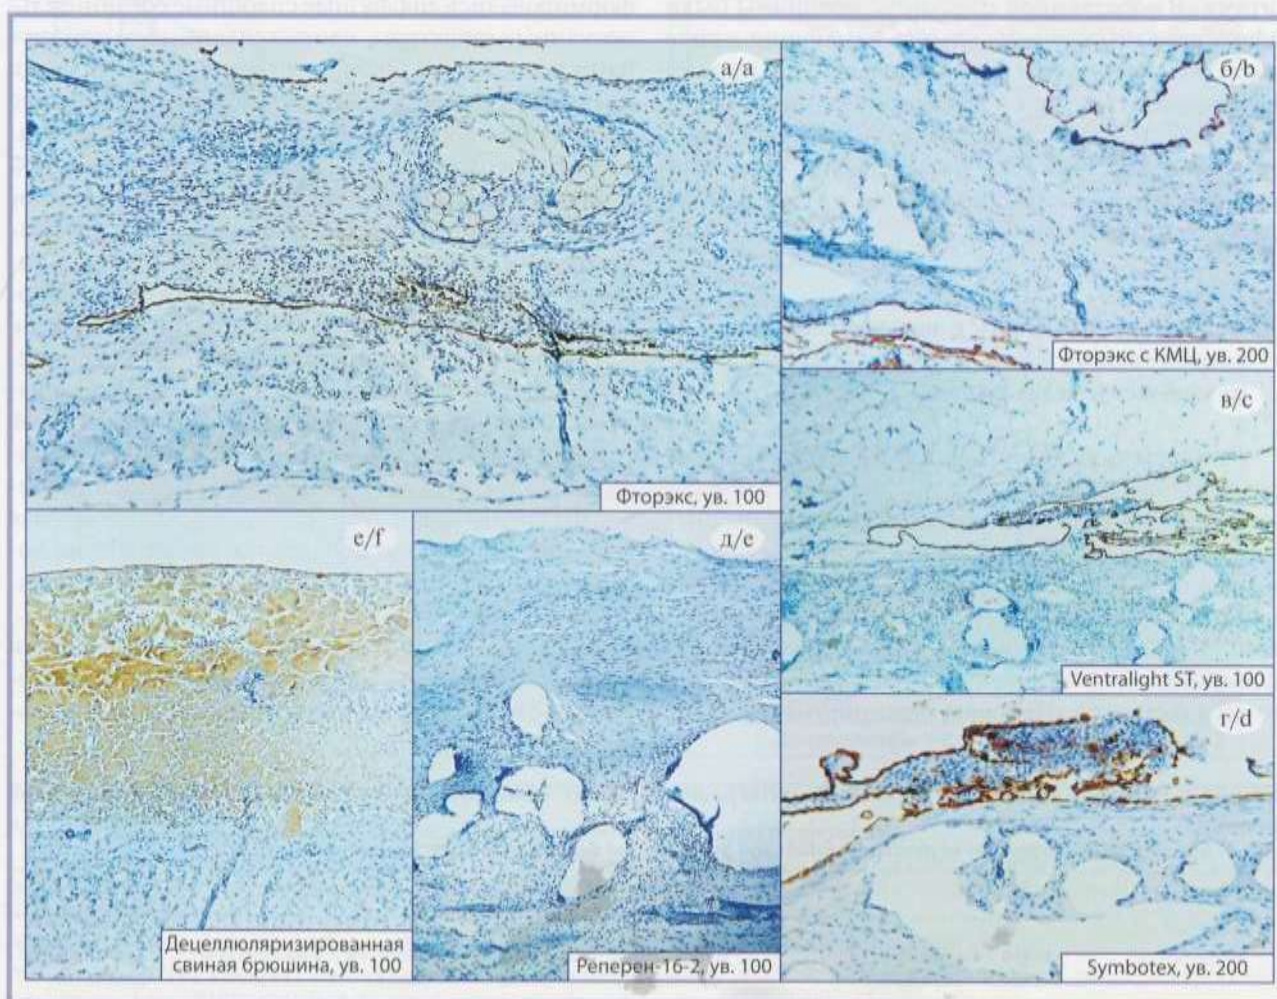 а/a
б/b
Фторэкс с КМЦ, ув. 200
в/c
Фторэкс, ув. 100
Ventralight ST, ув. 100
е/f
д/e
г/d
Децеллюляризированная
свиная брюшина, ув. 100
Реперен-16-2, ув. 100
Symbotex, ув. 200